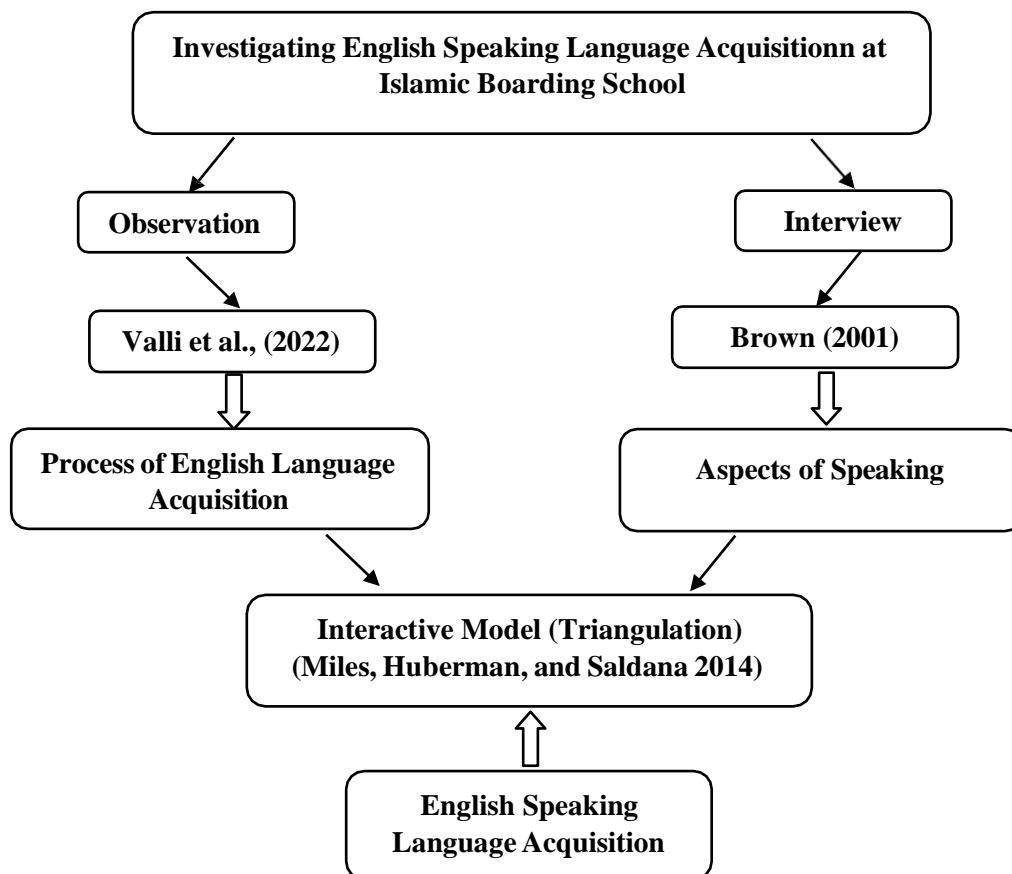 Investigating English Speaking Language Acquisitionn at
Islamic Boarding School
Observation
Interview
Valli et al., (2022)
Brown (2001)
Process of English Language
Acquisition
Aspects of Speaking
Interactive Model (Triangulation)
(Miles, Huberman, and Saldana 2014)
English Speaking
Language Acquisition